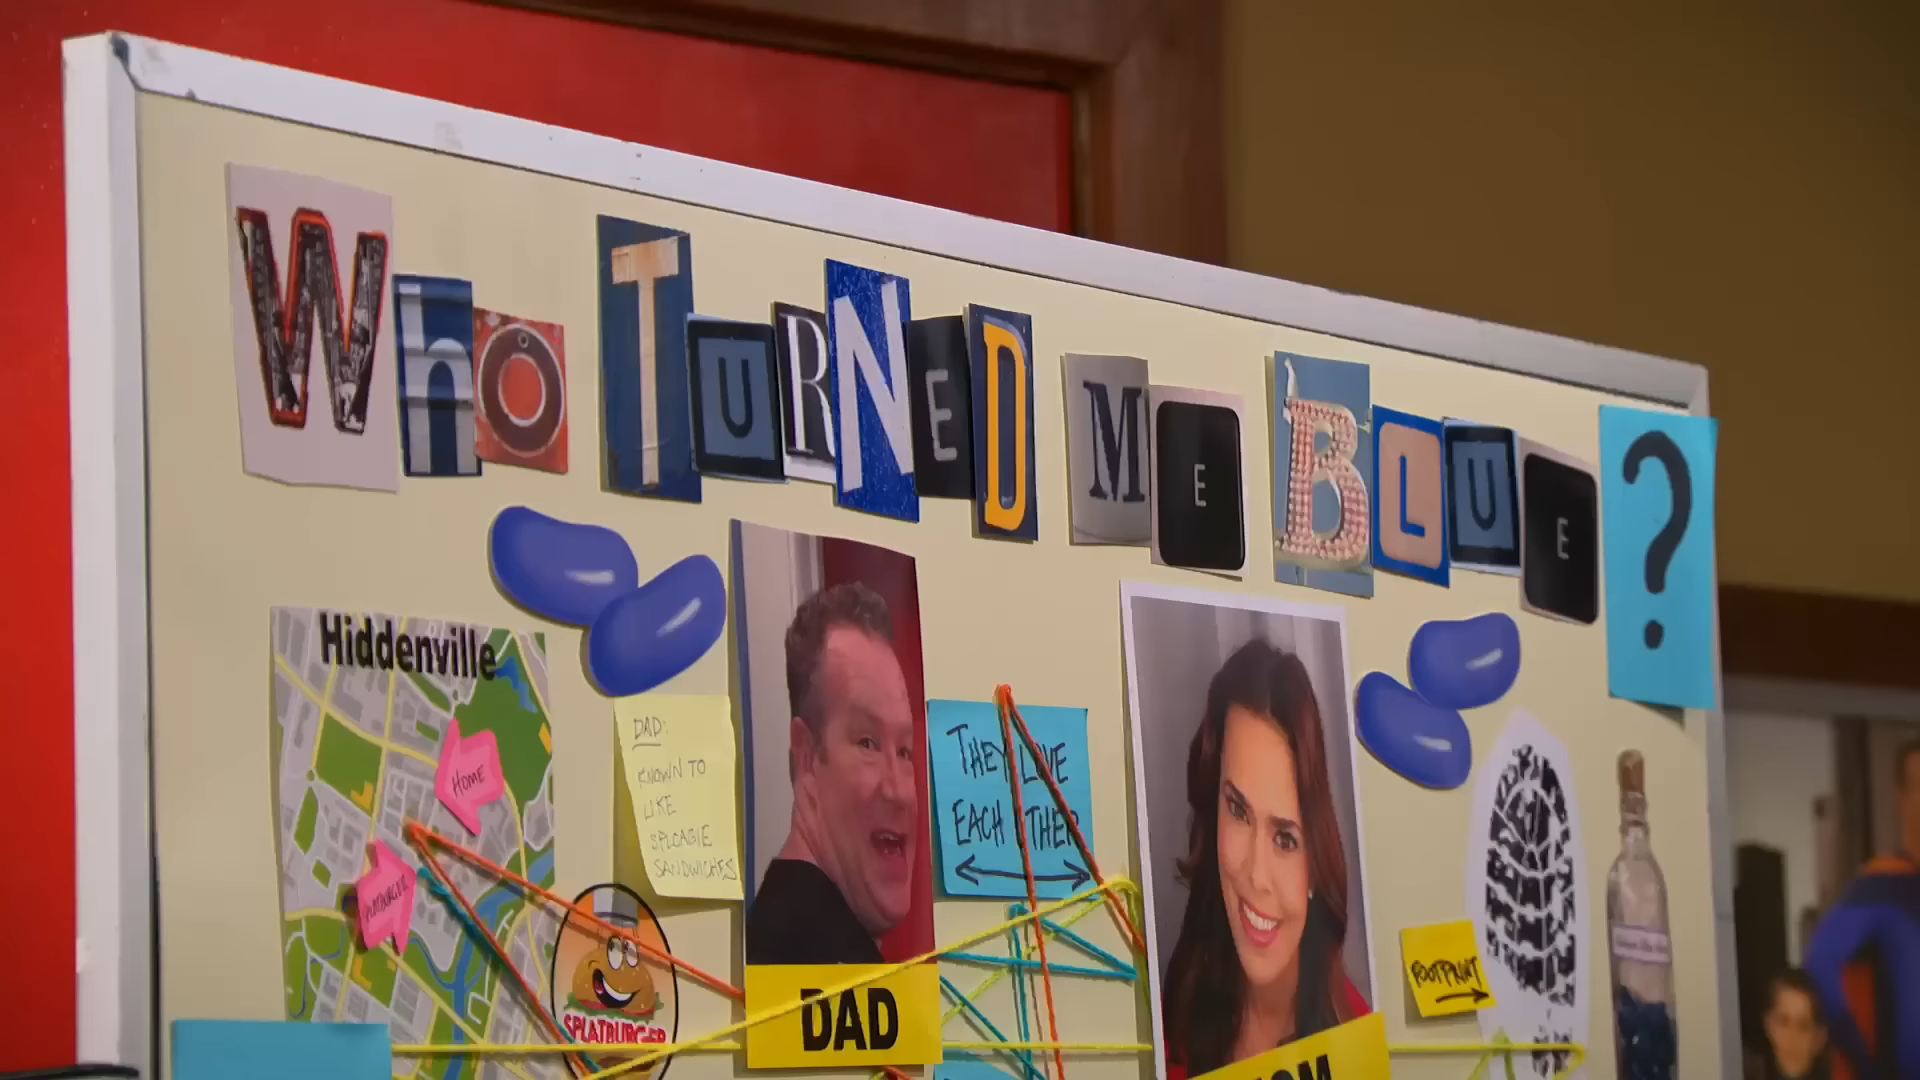 WhO TURNED ME BLUE?
Hiddenville
HOME
SPLATBURGER
DAD:
KNOWN TO
LIKE
SPLOAGIE
SANDWICHES
THEY LOVE
EACH OTHER
SPLATBURGER
DAD
FOOTPRINT